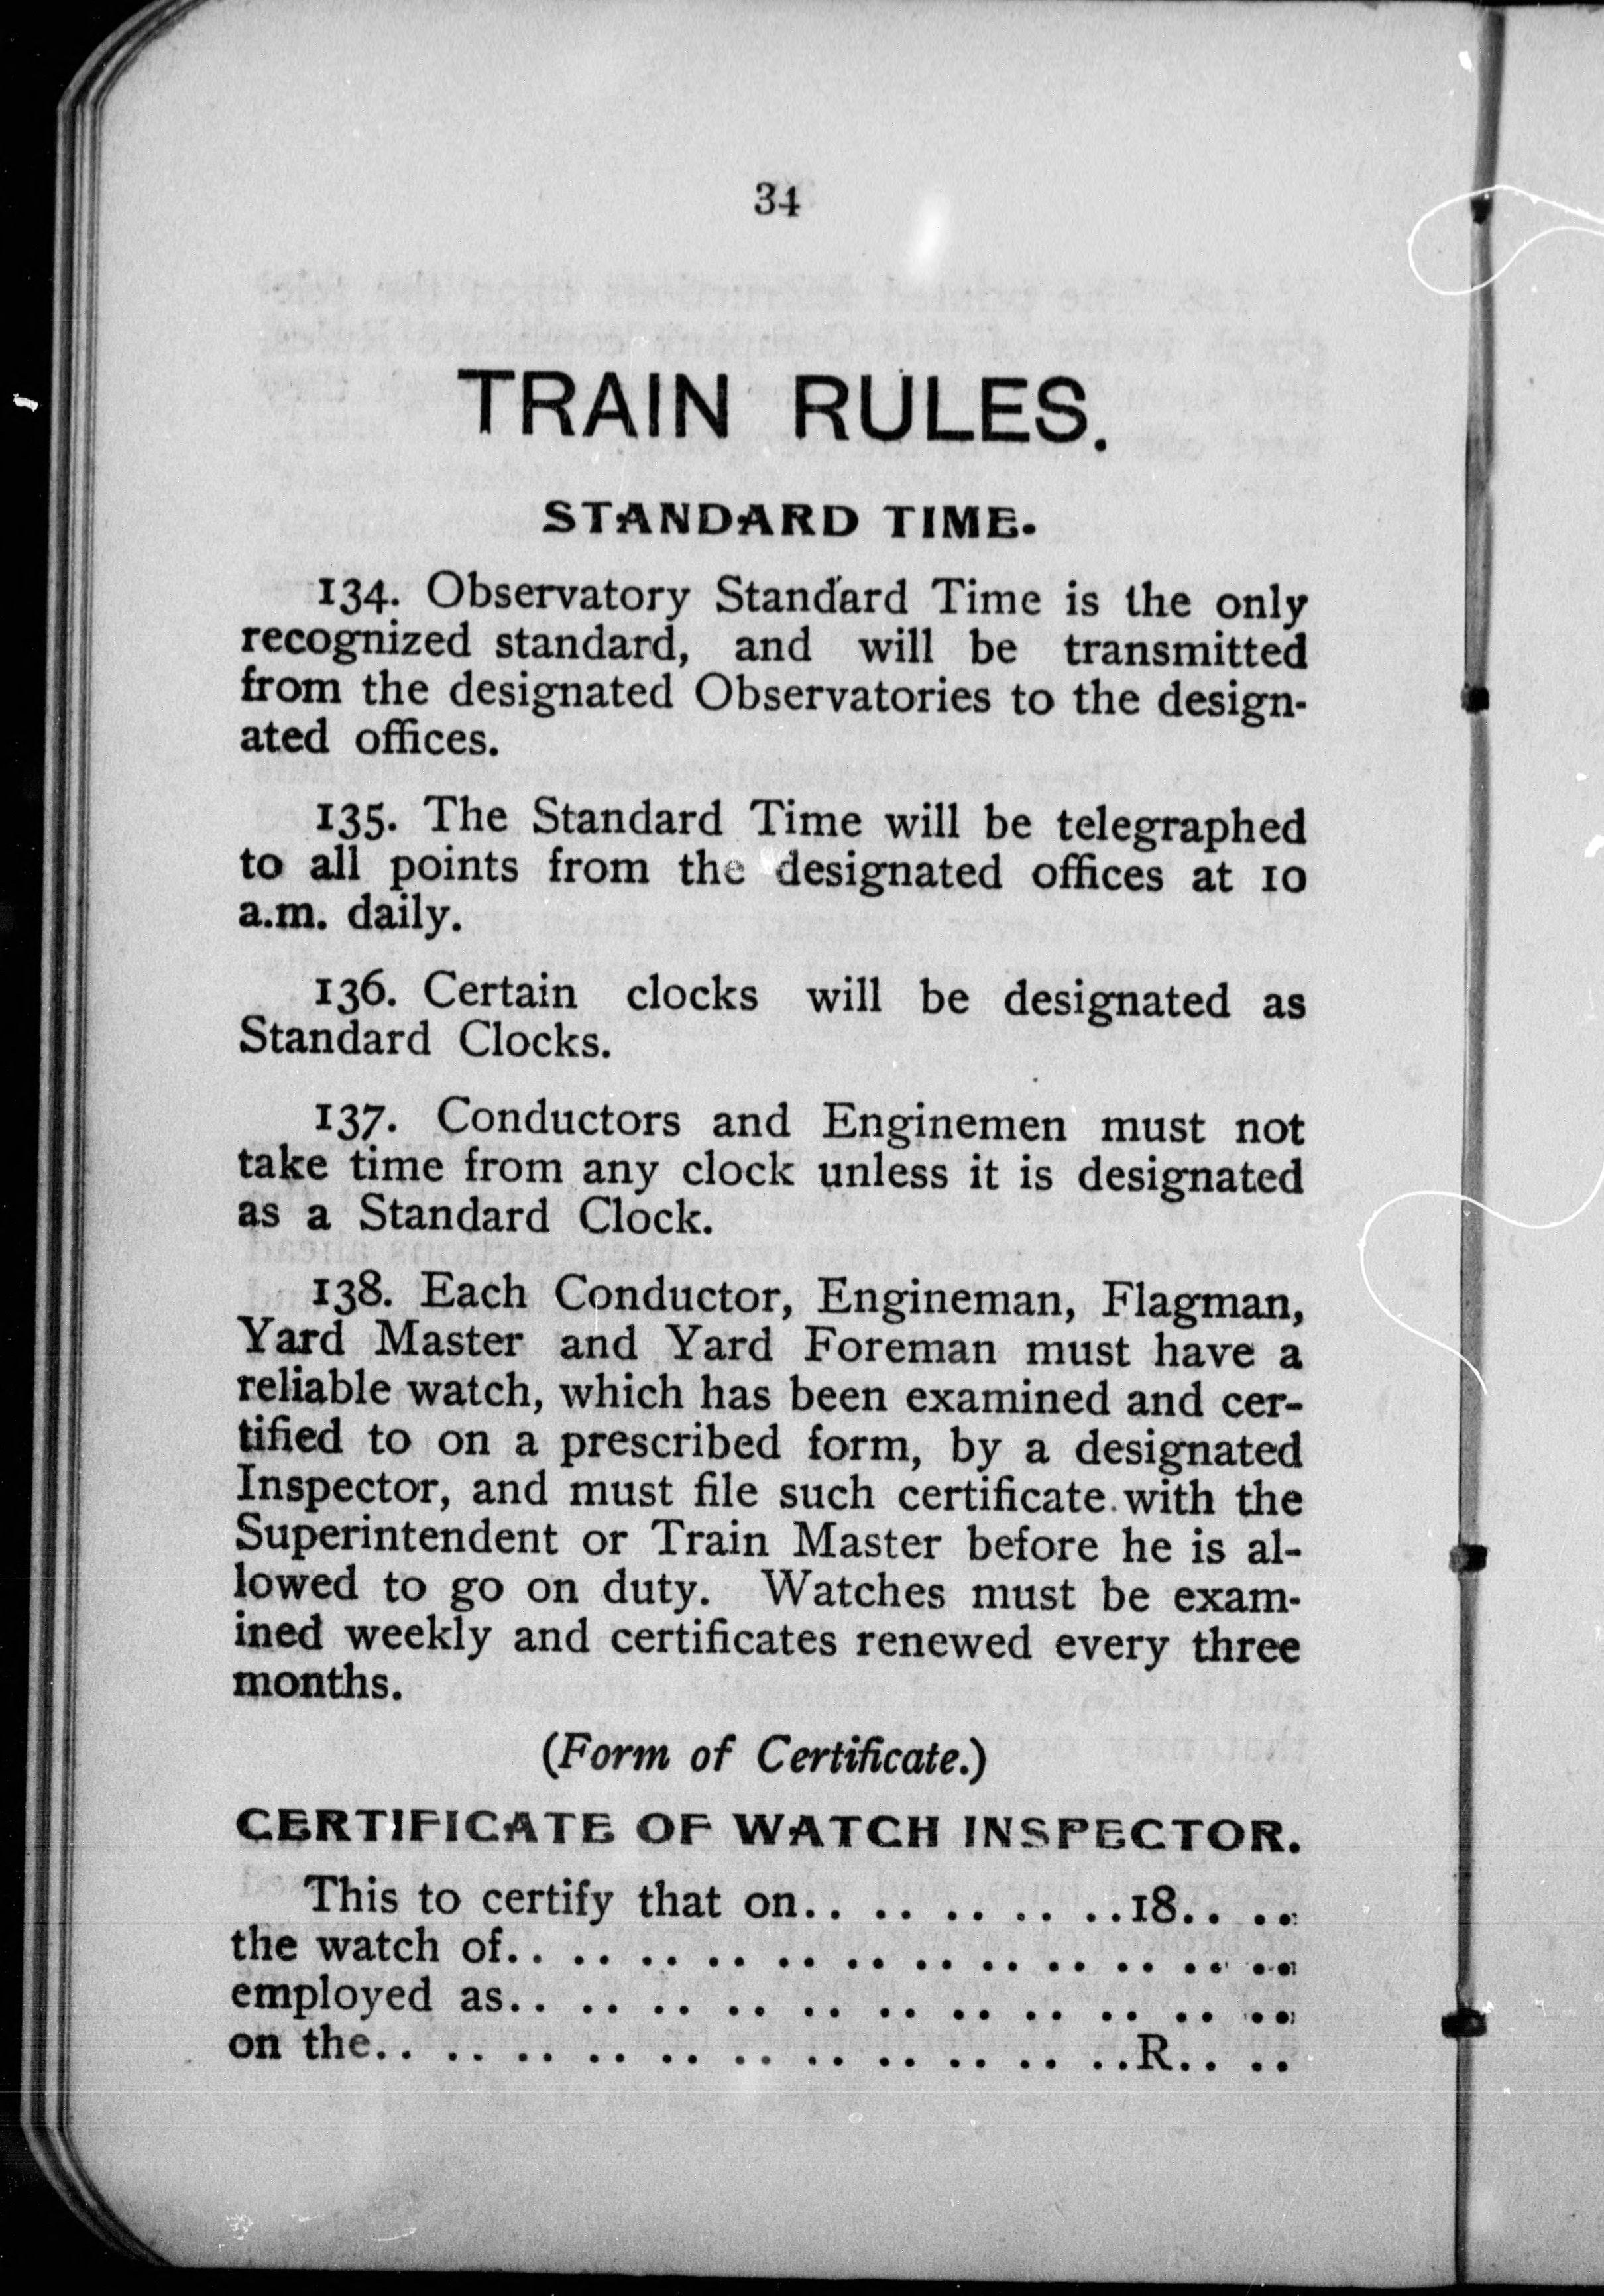 34
TRAIN RULES.
STANDARD TIME.
134. Observatory Standard Time is the only
recognized standard, and will be transmitted
from the designated Observatories to the design-
ated offices.
135. The Standard Time will be telegraphed
to all points from the designated offices at 10
a.m. daily.
136. Certain clocks will be designated as
Standard Clocks.
137. Conductors and Enginemen must not
take time from any clock unless it is designated
as a Standard Clock.
138. Each Conductor, Engineman, Flagman,
Yard Master and Yard Foreman must have a
reliable watch, which has been examined and cer-
tified to on a prescribed form, by a designated
Inspector, and must file such certificate with the
Superintendent or Train Master before he is al-
lowed to go on duty. Watches must be exam-
ined weekly and certificates renewed every three
months.
(Form of Certificate.)
CERTIFICATE OF WATCH INSPECTOR.
This to certify that on.. .. .. .. ..18.. ..
the watch of.. .. .. .. .. .. .. .. .. .. .. ..
employed as.. .. .. .. .. .. .. .. .. .. ..
on the.. .. .. .. .. .. .. .. .. .. ..R.. ..